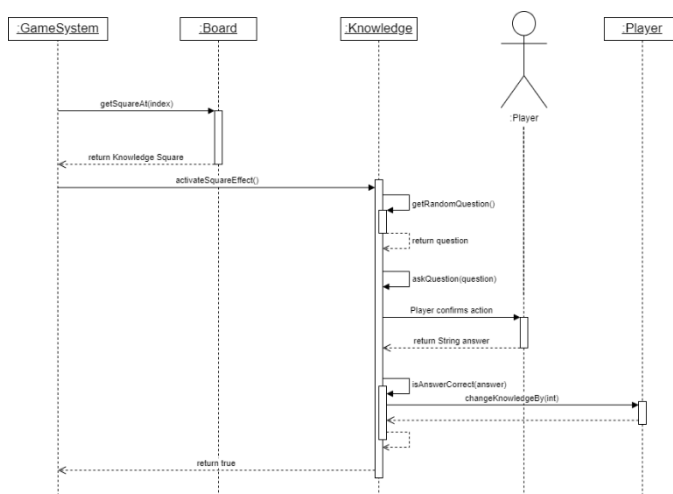 :GameSystem
:Board
:Knowledge
:Player
:Player
getSquareAt(index)
return Knowledge Square
activateSquareEffect()
getRandomQuestion()
return question
askQuestion(question)
Player confirms action
return String answer
isAnswerCorrect(answer)
changeKnowledgeBy(int)
return true